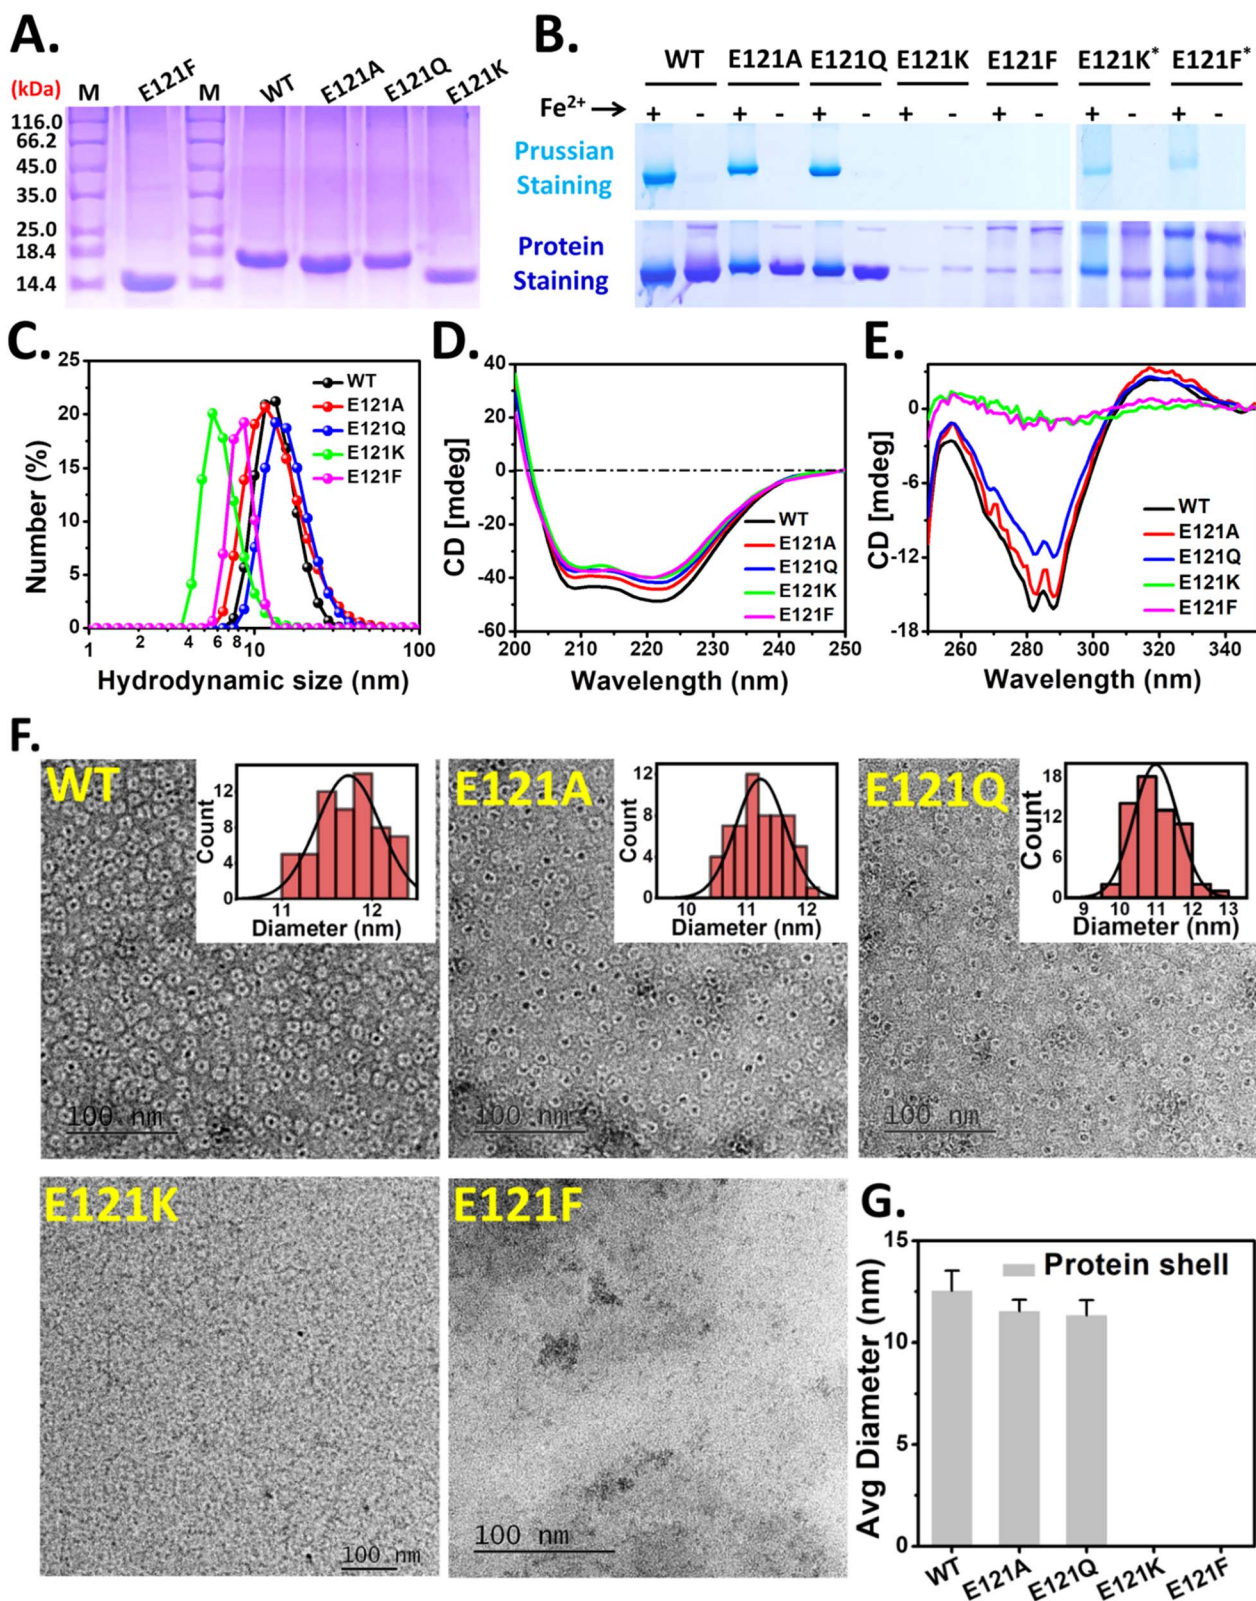 A.
(kDa) M E121F M WT E121A E121Q E121K
116.0
66.2
45.0
35.0
25.0
18.4
14.4
B.
WT E121A E121Q E121K E121F E121K* E121F*
Fe²⁺ → + - + - + - + - + - + - + -
Prussian
Staining
Protein
Staining
C.
25
20
15
10
5
0
Number (%)
WT
E121A
E121Q
E121K
E121F
1 2 4 6 8 10 100
Hydrodynamic size (nm)
D.
40
20
0
-20
-40
-60
CD [mdeg]
WT
E121A
E121Q
E121K
E121F
200 210 220 230 240 250
Wavelength (nm)
E.
0
-6
-12
-18
CD [mdeg]
WT
E121A
E121Q
E121K
E121F
260 280 300 320 340
Wavelength (nm)
F.
WT
12
8
4
0
Count
11 12
Diameter (nm)
100 nm
E121A
12
9
6
3
0
Count
10 11 12
Diameter (nm)
100 nm
E121Q
18
12
6
0
Count
9 10 11 12 13
Diameter (nm)
100 nm
E121K
100 nm
E121F
100 nm
G.
15
10
5
0
Avg Diameter (nm)
Protein shell
WT E121A E121Q E121K E121F